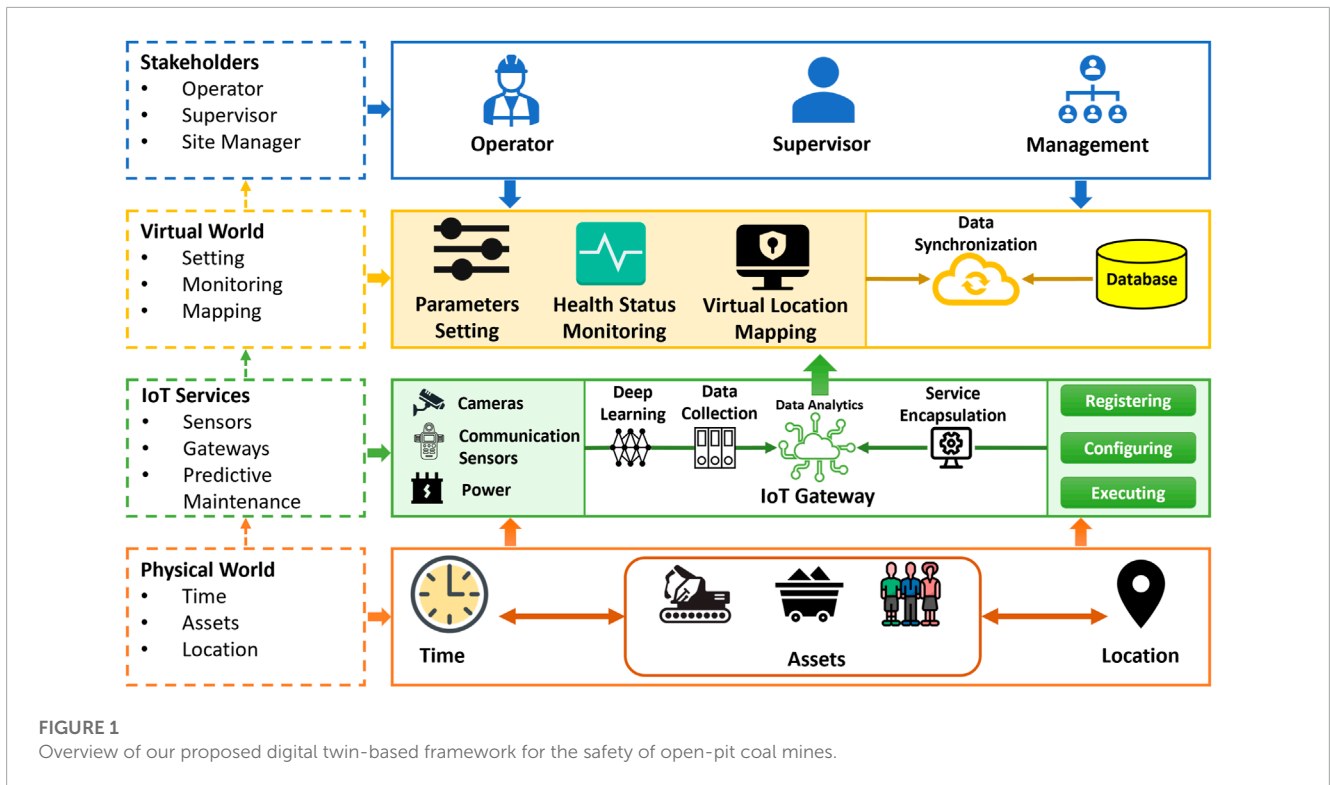 Stakeholders
• Operator
• Supervisor
• Site Manager
Operator
Supervisor
Management
Virtual World
• Setting
• Monitoring
• Mapping
Parameters
Setting
Health Status
Monitoring
Virtual Location
Mapping
Data
Synchronization
Database
IoT Services
• Sensors
• Gateways
• Predictive
Maintenance
Cameras
Communication
Sensors
Power
Deep
Learning
Data
Collection
Data Analytics
IoT Gateway
Service
Encapsulation
Registering
Configuring
Executing
Physical World
• Time
• Assets
• Location
Time
Assets
Location
FIGURE 1
Overview of our proposed digital twin-based framework for the safety of open-pit coal mines.